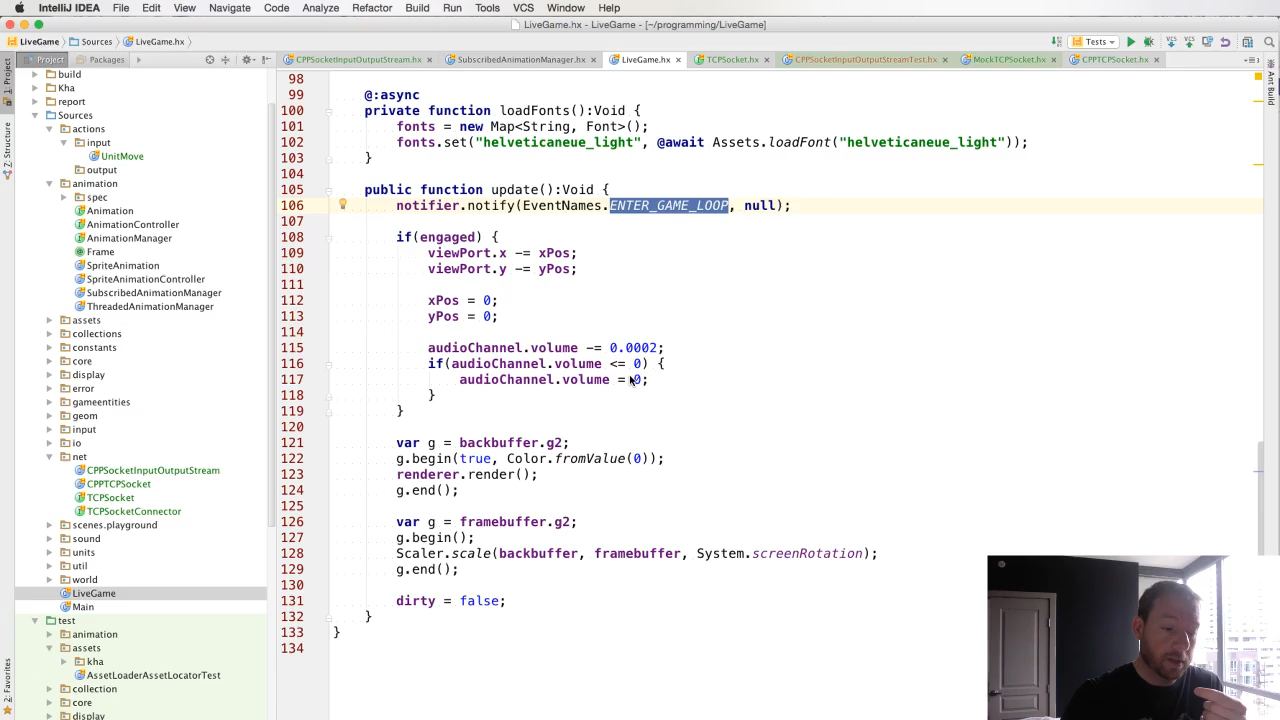 IntelliJ IDEA File Edit View Navigate Code Analyze Refactor Build Run Tools VCS Window Help
LiveGame.hx - LiveGame - [~/programming/LiveGame]
LiveGame Sources LiveGame.hx Tests VCS VCS
Project Packages CPPSocketInputOutputStream.hx SubscribedAnimationManager.hx LiveGame.hx TCPSocket.hx CPPSocketInputOutputStreamTest.hx MockTCPSocket.hx CPPTCPSocket.hx
1: Project
7: Structure
2: Favorites
Ant Build
build
Kha
report
Sources
actions
input
UnitMove
output
animation
spec
Animation
AnimationController
AnimationManager
Frame
SpriteAnimation
SpriteAnimationController
SubscribedAnimationManager
ThreadedAnimationManager
assets
collections
constants
core
display
error
gameentities
geom
input
io
net
CPPSocketInputOutputStream
CPPTCPSocket
TCPSocket
TCPSocketConnector
scenes.playground
sound
units
util
world
LiveGame
Main
test
animation
assets
kha
AssetLoaderAssetLocatorTest
collection
core
display
98
99 @:async
100 private function loadFonts():Void {
101 fonts = new Map<String, Font>();
102 fonts.set("helveticaneue_light", @await Assets.loadFont("helveticaneue_light"));
103 }
104
105 public function update():Void {
106 notifier.notify(EventNames.ENTER_GAME_LOOP, null);
107
108 if(engaged) {
109 viewPort.x -= xPos;
110 viewPort.y -= yPos;
111
112 xPos = 0;
113 yPos = 0;
114
115 audioChannel.volume -= 0.0002;
116 if(audioChannel.volume <= 0) {
117 audioChannel.volume = 0;
118 }
119 }
120
121 var g = backbuffer.g2;
122 g.begin(true, Color.fromValue(0));
123 renderer.render();
124 g.end();
125
126 var g = framebuffer.g2;
127 g.begin();
128 Scaler.scale(backbuffer, framebuffer, System.screenRotation);
129 g.end();
130
131 dirty = false;
132 }
133 }
134